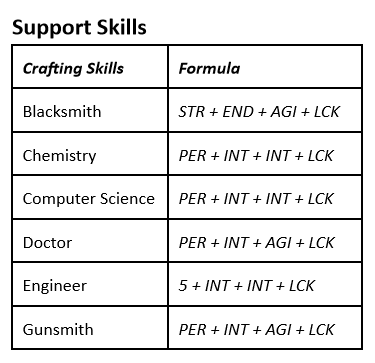 Support Skills
Crafting Skills Formula
Blacksmith STR + END + AGI + LCK
Chemistry PER + INT + INT + LCK
Computer Science PER + INT + INT + LCK
Doctor PER + INT + AGI + LCK
Engineer 5 + INT + INT + LCK
Gunsmith PER + INT + AGI + LCK